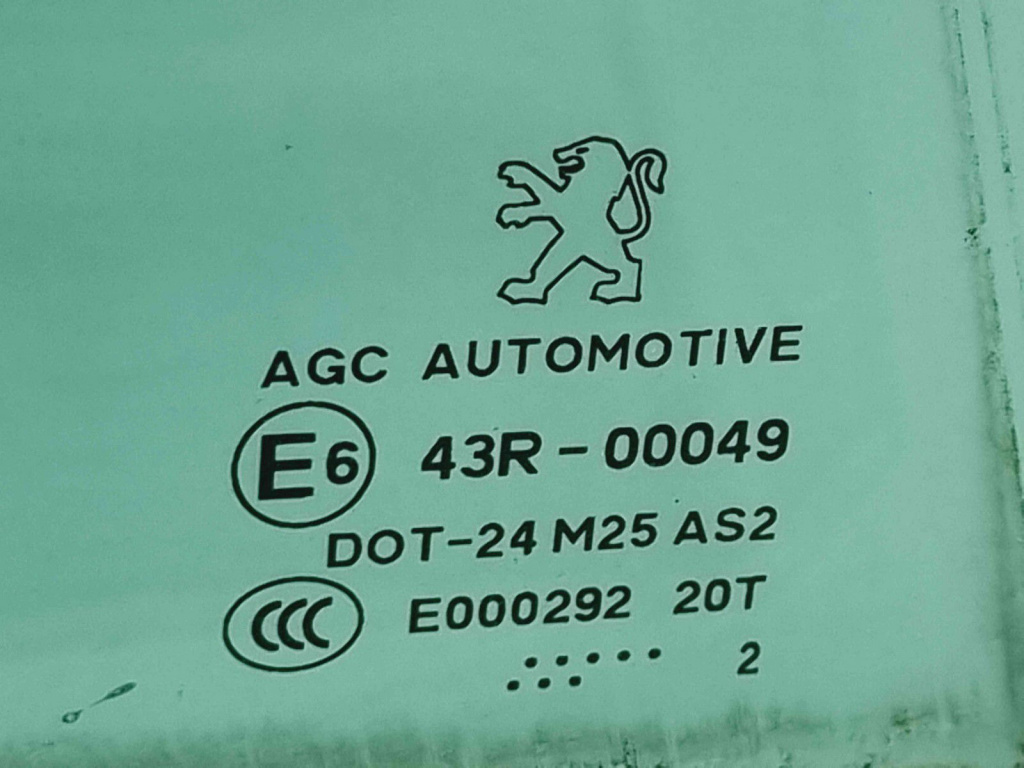 AGC AUTOMOTIVE
E6 43R-00049
DOT-24 M25 AS2
CCC E000292 20T
2